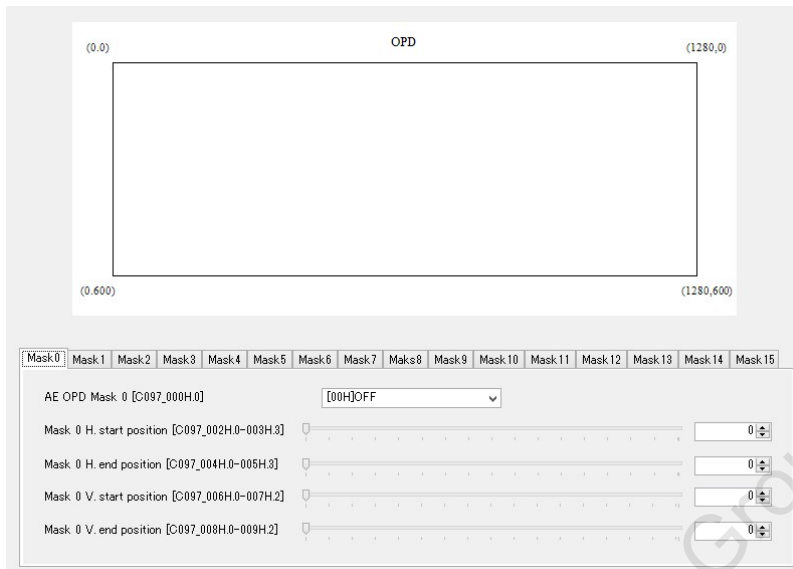 (0.0) OPD (1280,0)
(0.600) (1280,600)
Mask0 Mask1 Mask2 Mask3 Mask4 Mask5 Mask6 Mask7 Maks8 Mask9 Mask10 Mask11 Mask12 Mask13 Mask14 Mask15
AE OPD Mask 0 [C097_000H.0] [00H]OFF
Mask 0 H. start position [C097_002H.0-003H.3] 0
Mask 0 H. end position [C097_004H.0-005H.3] 0
Mask 0 V. start position [C097_006H.0-007H.2] 0
Mask 0 V. end position [C097_008H.0-009H.2] 0